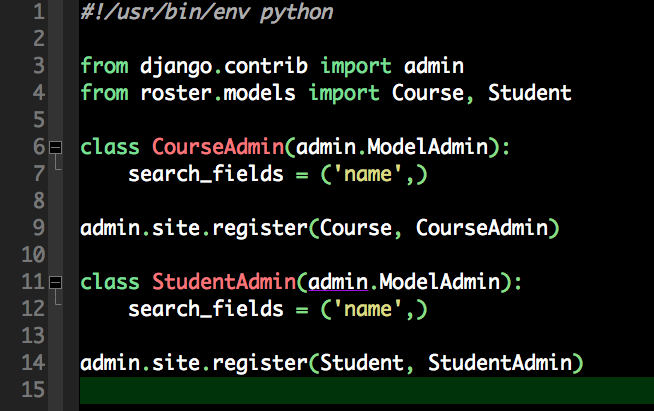 1 #!/usr/bin/env python
2
3 from django.contrib import admin
4 from roster.models import Course, Student
5
6 class CourseAdmin(admin.ModelAdmin):
7     search_fields = ('name',)
8
9 admin.site.register(Course, CourseAdmin)
10
11 class StudentAdmin(admin.ModelAdmin):
12     search_fields = ('name',)
13
14 admin.site.register(Student, StudentAdmin)
15